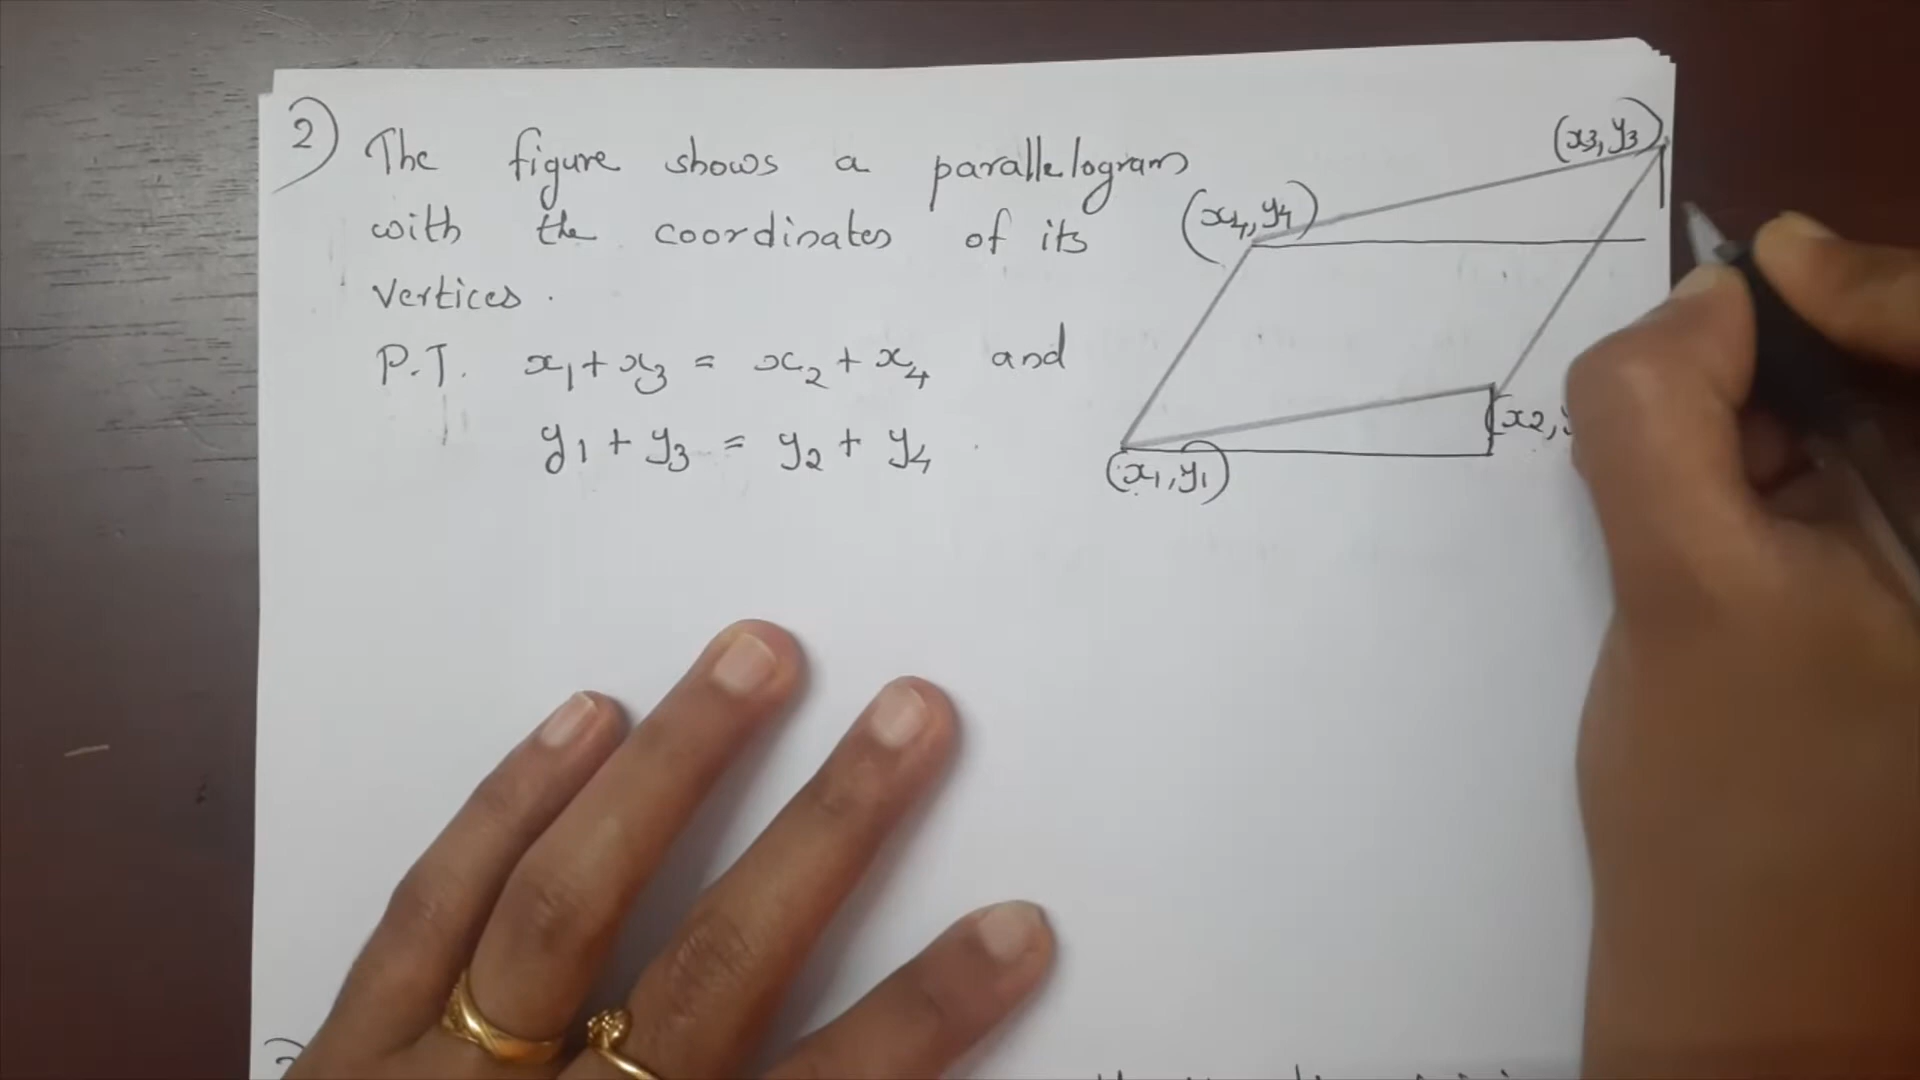 2) The figure shows a parallelogram
with the coordinates of its
vertices.
P.T. x1 + x3 = x2 + x4 and
y1 + y3 = y2 + y4.
(x3, y3)
(x4, y4)
(x2, y
(x1, y1)